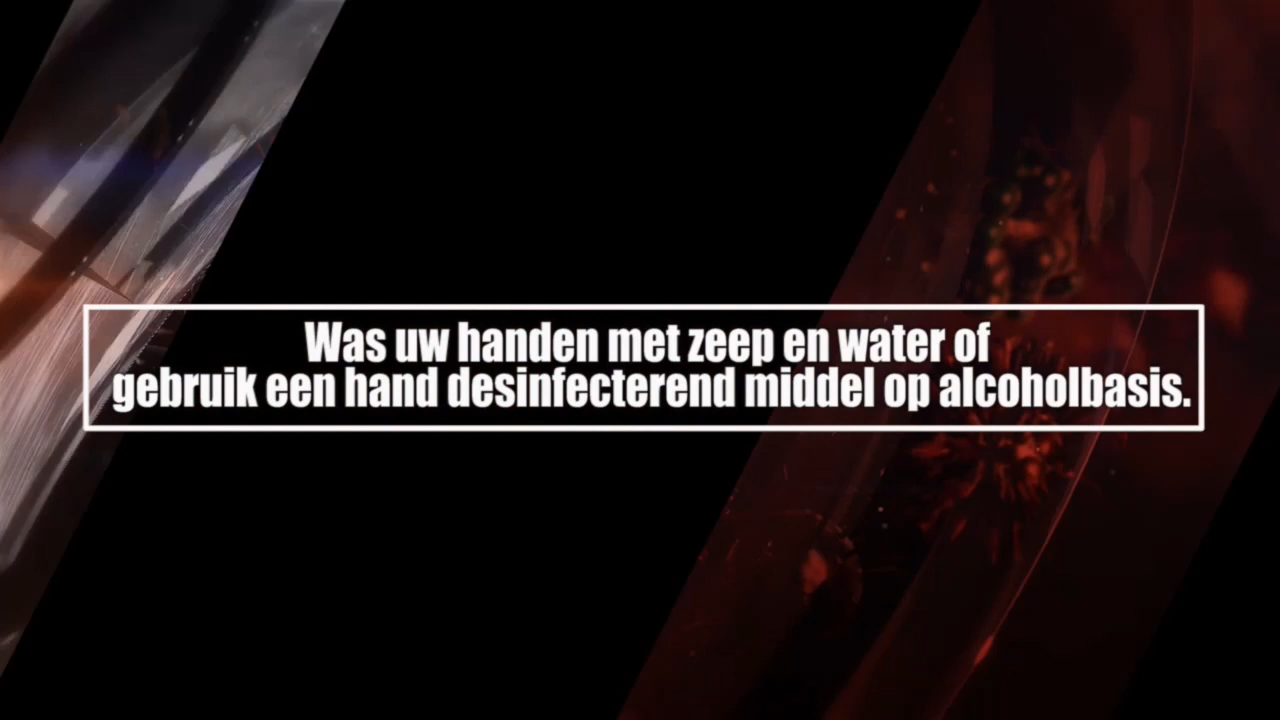 Was uw handen met zeep en water of
gebruik een hand desinfecterend middel op alcoholbasis.